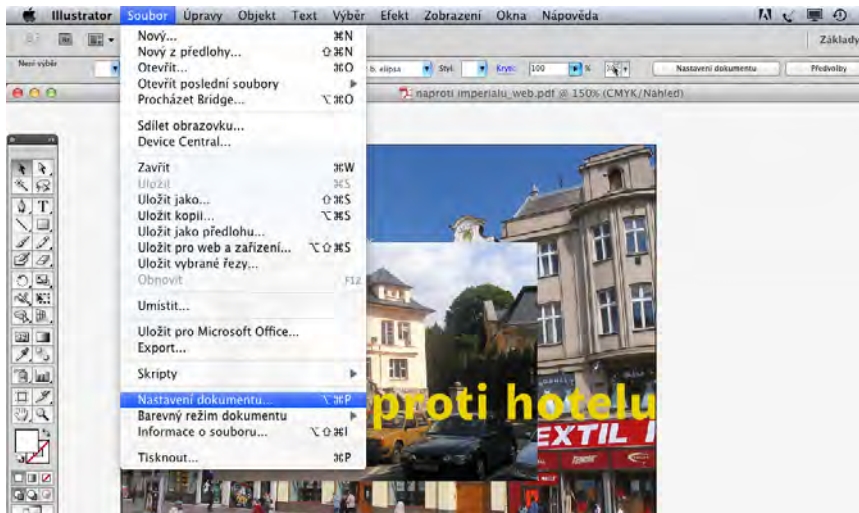 Illustrator Soubor Úpravy Objekt Text Výběr Efekt Zobrazení Okna Nápověda
Základy
Není výběr
b. elipsa Styl: Krytí: 100 % Nastavení dokumentu Předvolby
naproti imperialu_web.pdf @ 150% (CMYK/Náhled)
Nový... ⌘N
Nový z předlohy... ⇧⌘N
Otevřít... ⌘O
Otevřít poslední soubory
Procházet Bridge... ⌥⌘O
Sdílet obrazovku...
Device Central...
Zavřít ⌘W
Uložit ⌘S
Uložit jako... ⇧⌘S
Uložit kopii... ⌥⌘S
Uložit jako předlohu...
Uložit pro web a zařízení... ⌥⇧⌘S
Uložit vybrané řezy...
Obnovit F12
Umístit...
Uložit pro Microsoft Office...
Export...
Skripty
Nastavení dokumentu... ⌥⌘P
Barevný režim dokumentu
Informace o souboru... ⌥⇧⌘I
Tisknout... ⌘P
proti hotelu
EXTIL